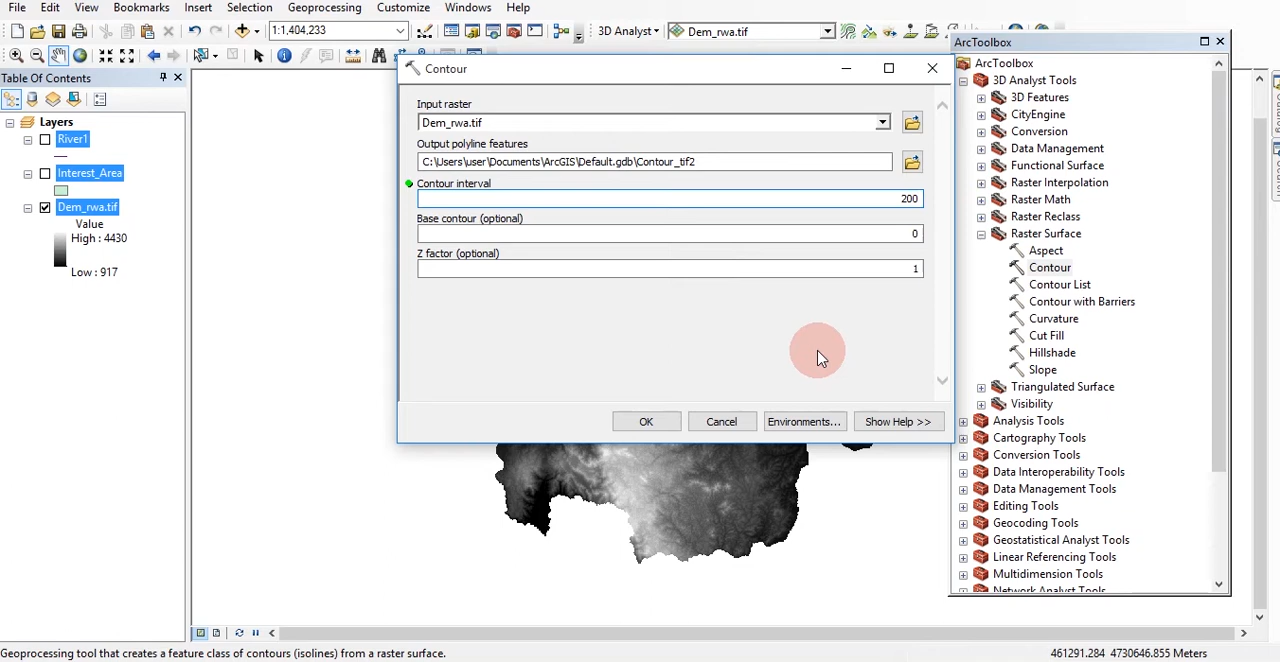 File Edit View Bookmarks Insert Selection Geoprocessing Customize Windows Help
1:1,404,233
3D Analyst
Dem_rwa.tif
Table Of Contents
Layers
River1
Interest_Area
Dem_rwa.tif
Value
High : 4430
Low : 917
Contour
Input raster
Dem_rwa.tif
Output polyline features
C:\Users\user\Documents\ArcGIS\Default.gdb\Contour_tif2
Contour interval
200
Base contour (optional)
0
Z factor (optional)
1
OK
Cancel
Environments...
Show Help >>
ArcToolbox
ArcToolbox
3D Analyst Tools
3D Features
CityEngine
Conversion
Data Management
Functional Surface
Raster Interpolation
Raster Math
Raster Reclass
Raster Surface
Aspect
Contour
Contour List
Contour with Barriers
Curvature
Cut Fill
Hillshade
Slope
Triangulated Surface
Visibility
Analysis Tools
Cartography Tools
Conversion Tools
Data Interoperability Tools
Data Management Tools
Editing Tools
Geocoding Tools
Geostatistical Analyst Tools
Linear Referencing Tools
Multidimension Tools
Network Analyst Tools
Geoprocessing tool that creates a feature class of contours (isolines) from a raster surface.
461291.284 4730646.855 Meters